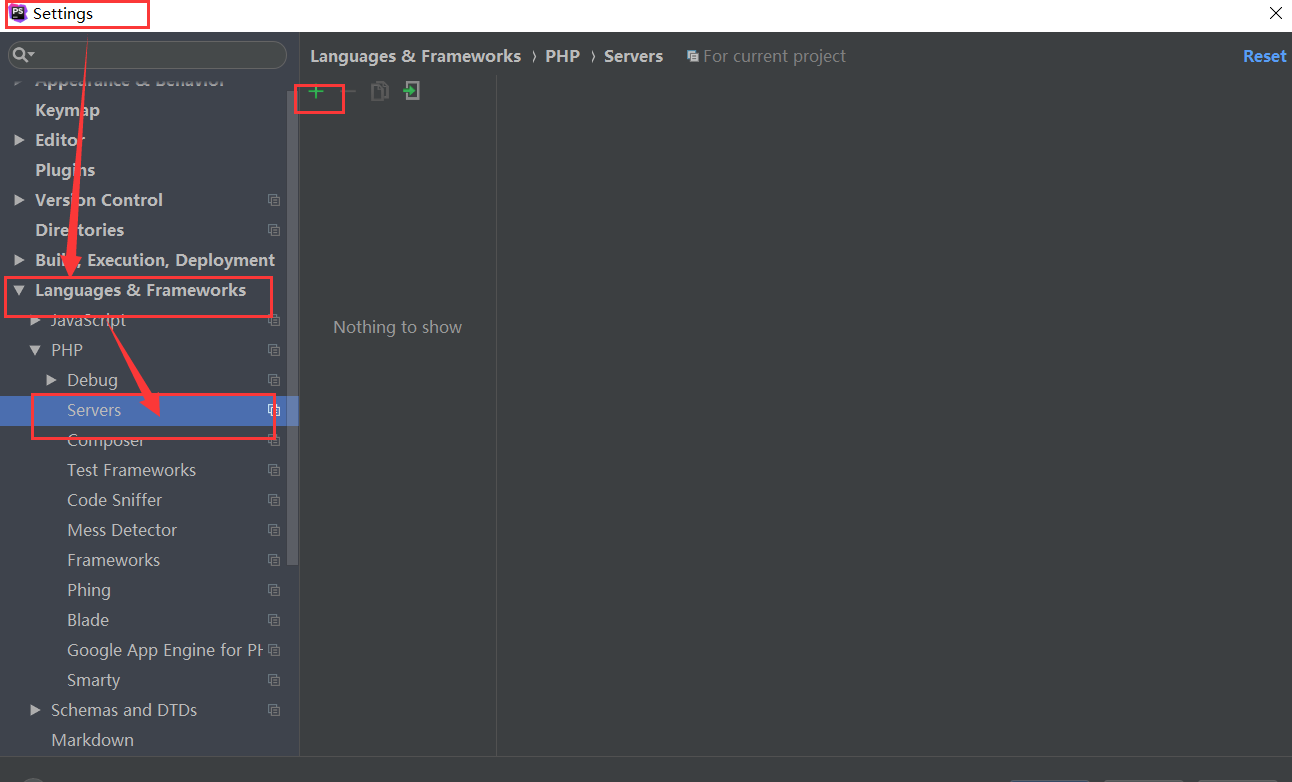 PS Settings
Languages & Frameworks › PHP › Servers For current project Reset
Appearance & Behavior
Keymap
Editor
Plugins
Version Control
Directories
Build, Execution, Deployment
Languages & Frameworks
JavaScript
PHP
Debug
Servers
Composer
Test Frameworks
Code Sniffer
Mess Detector
Frameworks
Phing
Blade
Google App Engine for PH
Smarty
Schemas and DTDs
Markdown
Nothing to show